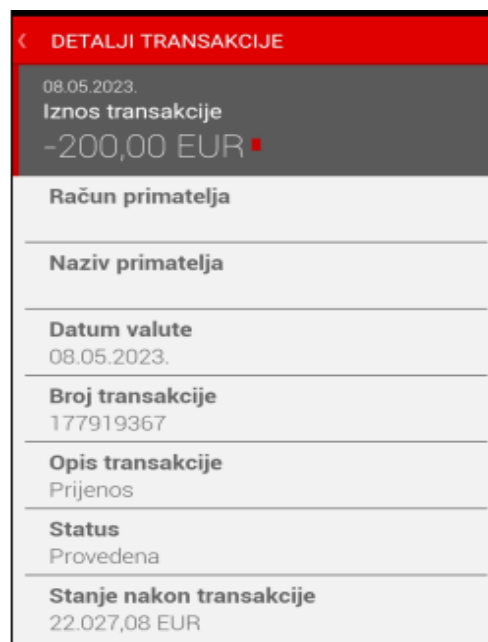 DETALJI TRANSAKCIJE
08.05.2023.
Iznos transakcije
-200,00 EUR
Račun primatelja
Naziv primatelja
Datum valute
08.05.2023.
Broj transakcije
177919367
Opis transakcije
Prijenos
Status
Provedena
Stanje nakon transakcije
22.027,08 EUR